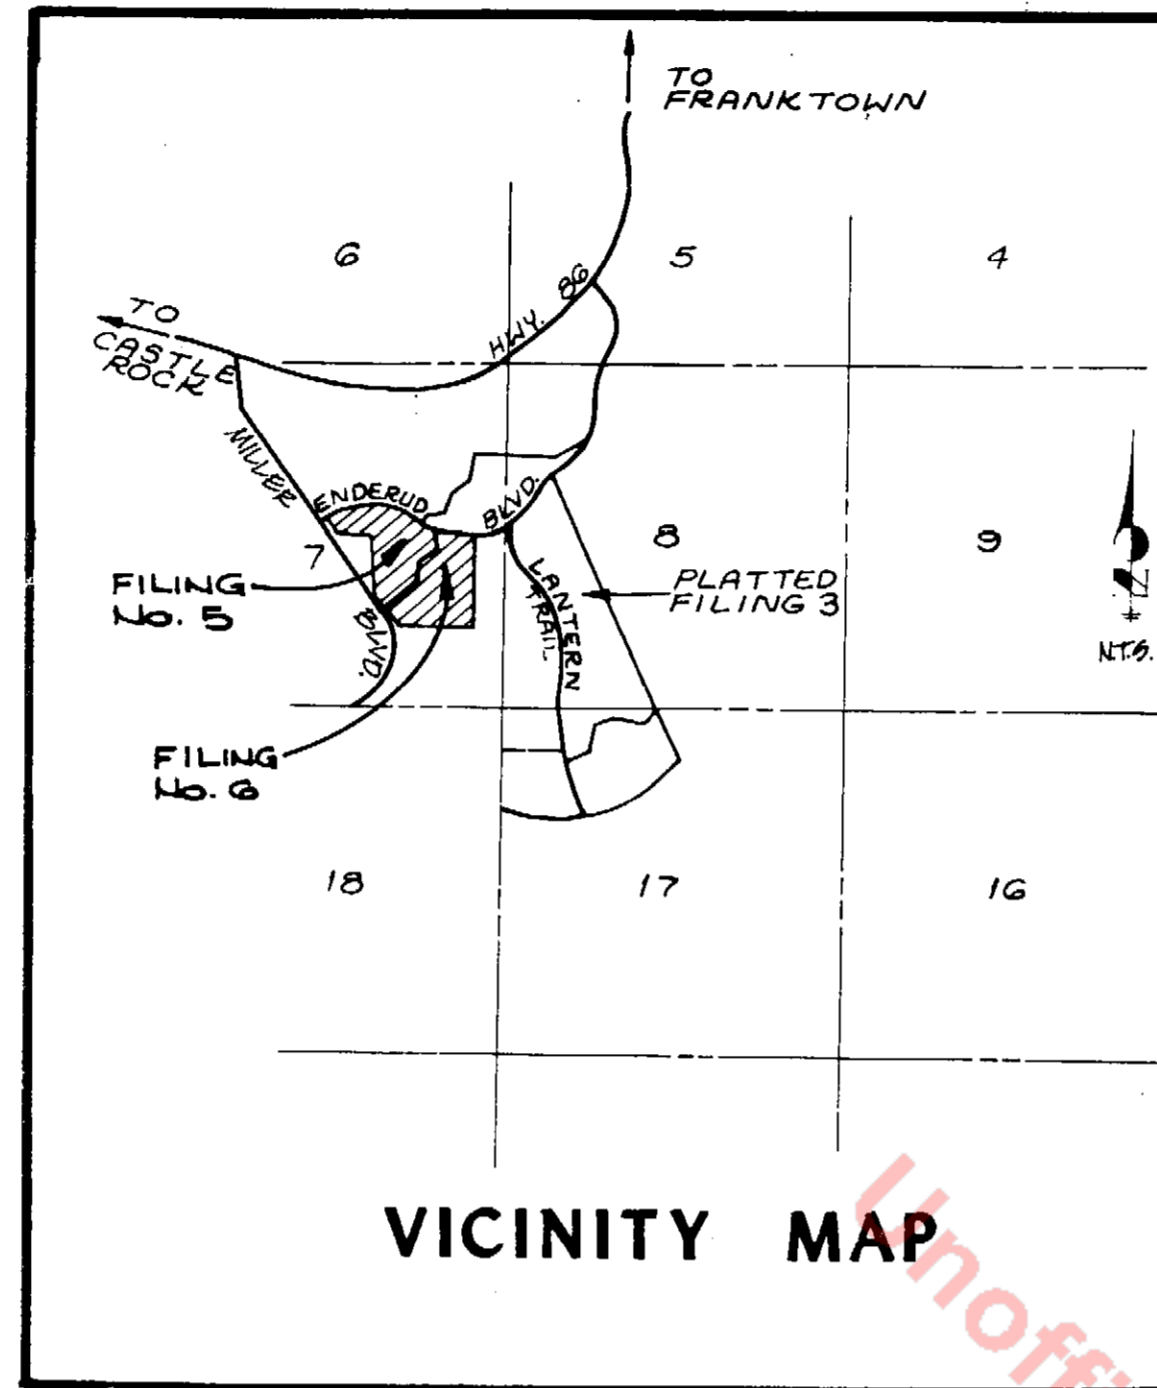 TO
FRANKTOWN
6
5
4
HWY. 86
TO
CASTLE
ROCK
MILLER
BLVD.
ENDERUD
BLVD.
7
8
9
LANTERN
TRAIL
FILING
No. 5
PLATTED
FILING 3
N
N.T.S.
FILING
No. 6
18
17
16
VICINITY MAP
Unoffi